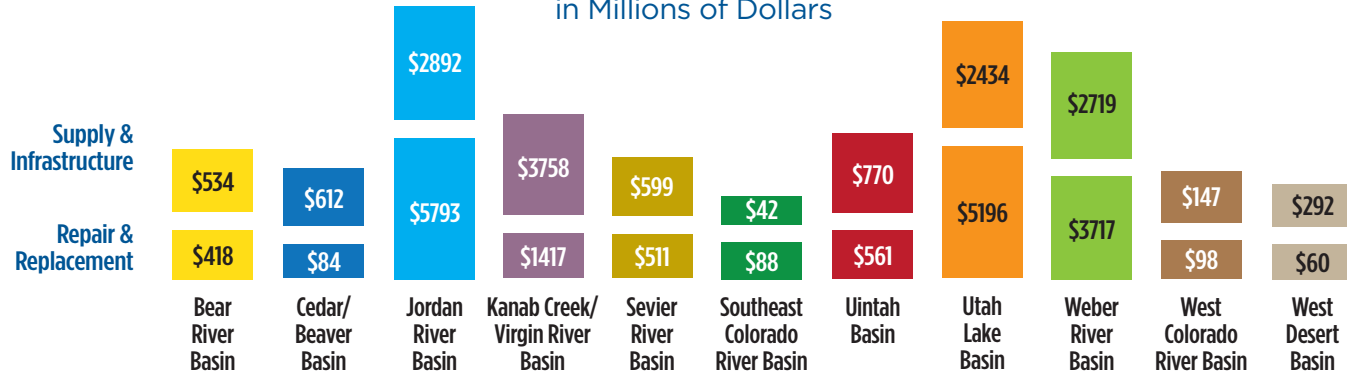 in Millions of Dollars
Supply &
Infrastructure
Repair &
Replacement
$534
$418
Bear
River
Basin
$612
$84
Cedar/
Beaver
Basin
$2892
$5793
Jordan
River
Basin
$3758
$1417
Kanab Creek/
Virgin River
Basin
$599
$511
Sevier
River
Basin
$42
$88
Southeast
Colorado
River Basin
$770
$561
Uintah
Basin
$2434
$5196
Utah
Lake
Basin
$2719
$3717
Weber
River
Basin
$147
$98
West
Colorado
River Basin
$292
$60
West
Desert
Basin